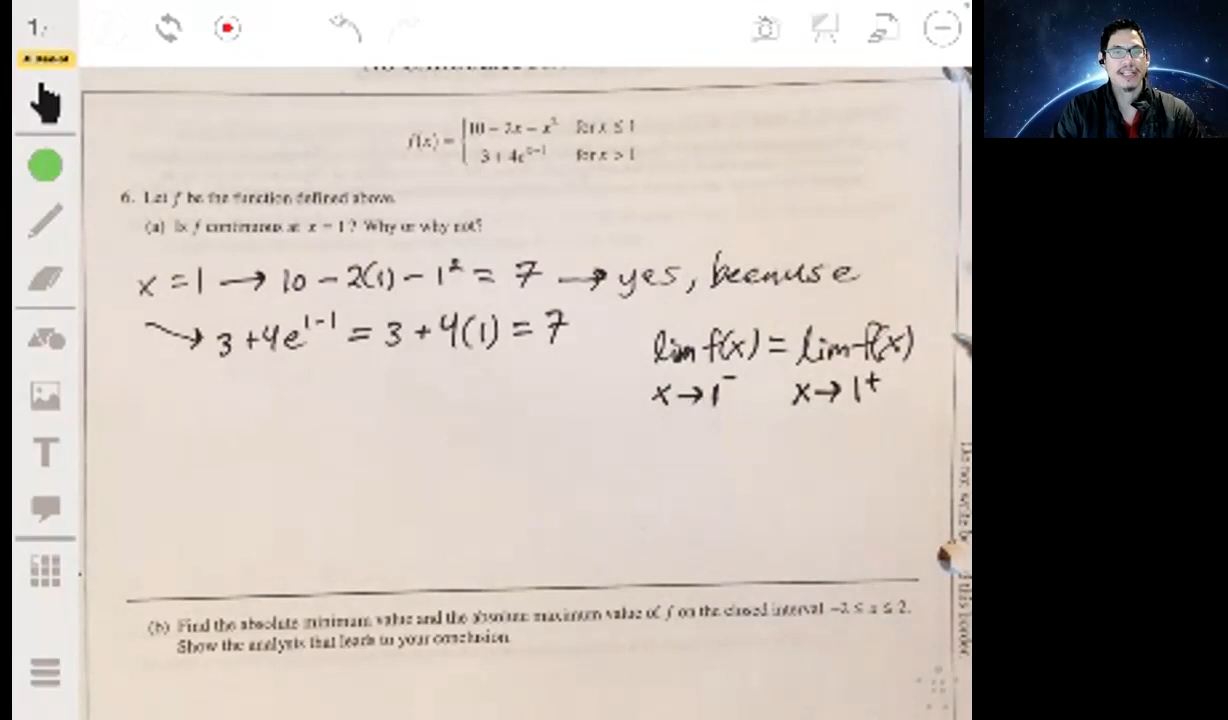 f(x) = { 10 − 2x − x² for x ≤ 1
3 + 4e^(x−1) for x > 1
6. Let f be the function defined above.
(a) Is f continuous at x = 1? Why or why not?
x = 1 → 10 − 2(1) − 1² = 7 → yes, because
→ 3 + 4e^(1−1) = 3 + 4(1) = 7
lim f(x) = lim f(x)
x → 1⁻ x → 1⁺
(b) Find the absolute minimum value and the absolute maximum value of f on the closed interval −2 ≤ x ≤ 2.
Show the analysis that leads to your conclusion.
T